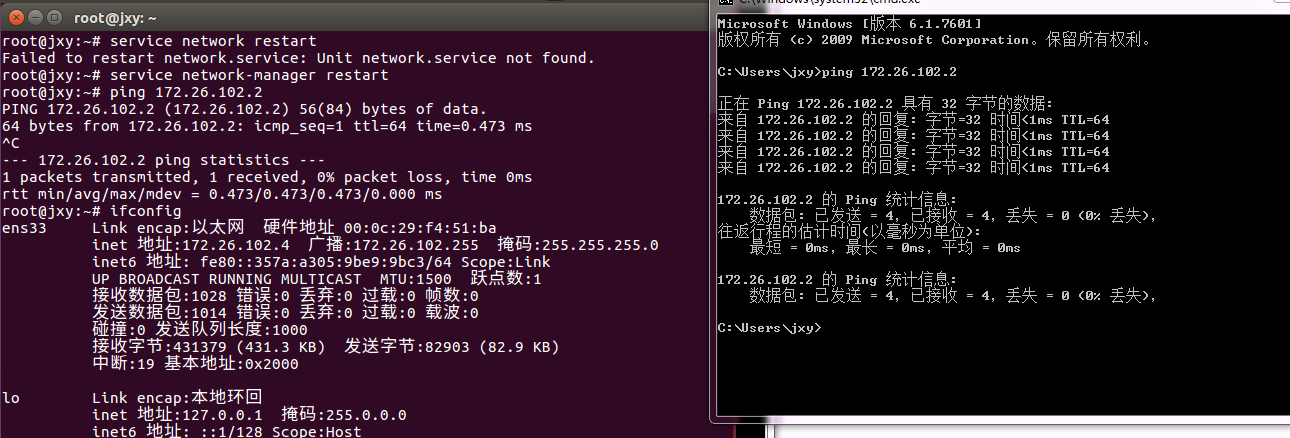 root@jxy: ~
root@jxy:~# service network restart
Failed to restart network.service: Unit network.service not found.
root@jxy:~# service network-manager restart
root@jxy:~# ping 172.26.102.2
PING 172.26.102.2 (172.26.102.2) 56(84) bytes of data.
64 bytes from 172.26.102.2: icmp_seq=1 ttl=64 time=0.473 ms
^C
--- 172.26.102.2 ping statistics ---
1 packets transmitted, 1 received, 0% packet loss, time 0ms
rtt min/avg/max/mdev = 0.473/0.473/0.473/0.000 ms
root@jxy:~# ifconfig
ens33     Link encap:以太网  硬件地址 00:0c:29:f4:51:ba
inet 地址:172.26.102.4  广播:172.26.102.255  掩码:255.255.255.0
inet6 地址: fe80::357a:a305:9be9:9bc3/64 Scope:Link
UP BROADCAST RUNNING MULTICAST  MTU:1500  跃点数:1
接收数据包:1028 错误:0 丢弃:0 过载:0 帧数:0
发送数据包:1014 错误:0 丢弃:0 过载:0 载波:0
碰撞:0 发送队列长度:1000
接收字节:431379 (431.3 KB)  发送字节:82903 (82.9 KB)
中断:19 基本地址:0x2000
lo        Link encap:本地环回
inet 地址:127.0.0.1  掩码:255.0.0.0
inet6 地址: ::1/128 Scope:Host
C:\Windows\system32\cmd.exe
Microsoft Windows [版本 6.1.7601]
版权所有 (c) 2009 Microsoft Corporation。保留所有权利。
C:\Users\jxy>ping 172.26.102.2
正在 Ping 172.26.102.2 具有 32 字节的数据:
来自 172.26.102.2 的回复: 字节=32 时间<1ms TTL=64
来自 172.26.102.2 的回复: 字节=32 时间<1ms TTL=64
来自 172.26.102.2 的回复: 字节=32 时间<1ms TTL=64
来自 172.26.102.2 的回复: 字节=32 时间<1ms TTL=64
172.26.102.2 的 Ping 统计信息:
数据包: 已发送 = 4，已接收 = 4，丢失 = 0 (0% 丢失)，
往返行程的估计时间(以毫秒为单位):
最短 = 0ms，最长 = 0ms，平均 = 0ms
172.26.102.2 的 Ping 统计信息:
数据包: 已发送 = 4，已接收 = 4，丢失 = 0 (0% 丢失)，
C:\Users\jxy>